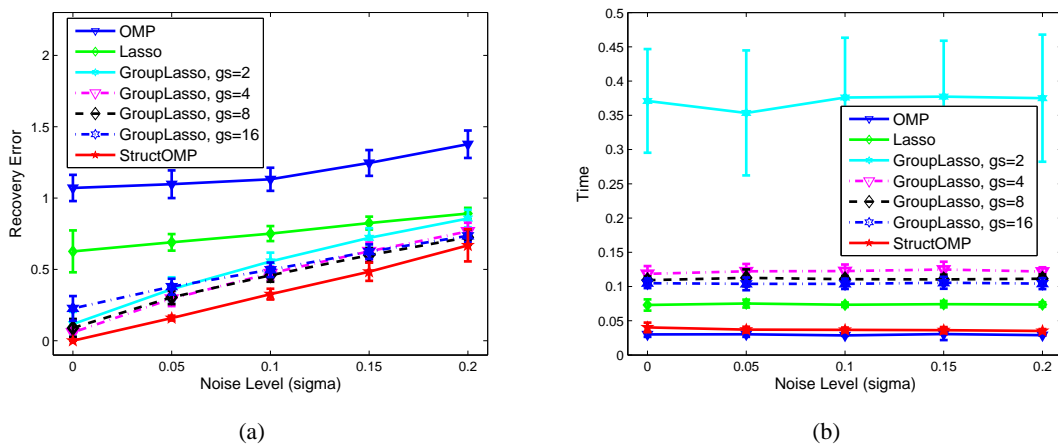 2
1.5
1
0.5
0
Recovery Error
OMP
Lasso
GroupLasso, gs=2
GroupLasso, gs=4
GroupLasso, gs=8
GroupLasso, gs=16
StructOMP
0 0.05 0.1 0.15 0.2
Noise Level (sigma)
(a)
0.5
0.45
0.4
0.35
0.3
0.25
0.2
0.15
0.1
0.05
0
Time
OMP
Lasso
GroupLasso, gs=2
GroupLasso, gs=4
GroupLasso, gs=8
GroupLasso, gs=16
StructOMP
0 0.05 0.1 0.15 0.2
Noise Level (sigma)
(b)